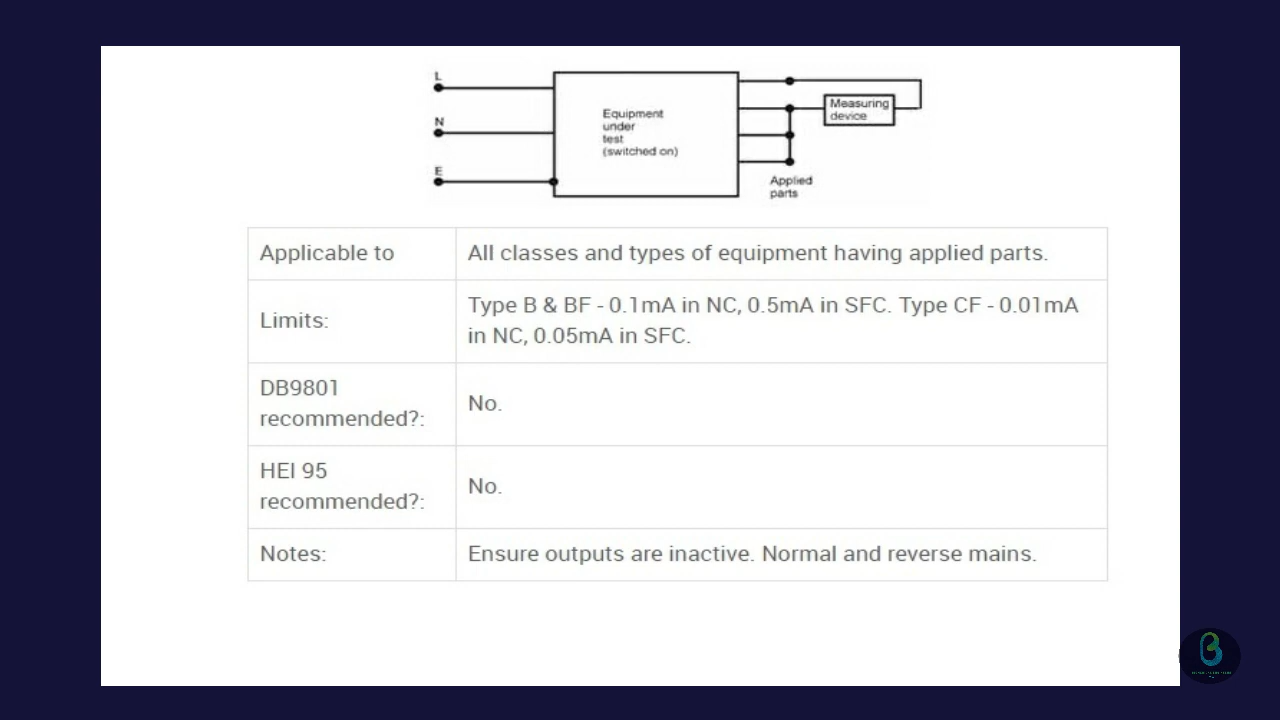 L
N
E
Equipment
under
test
(switched on)
Measuring
device
Applied
parts
Applicable to
All classes and types of equipment having applied parts.
Limits:
Type B & BF - 0.1mA in NC, 0.5mA in SFC. Type CF - 0.01mA
in NC, 0.05mA in SFC.
DB9801
recommended?:
No.
HEI 95
recommended?:
No.
Notes:
Ensure outputs are inactive. Normal and reverse mains.